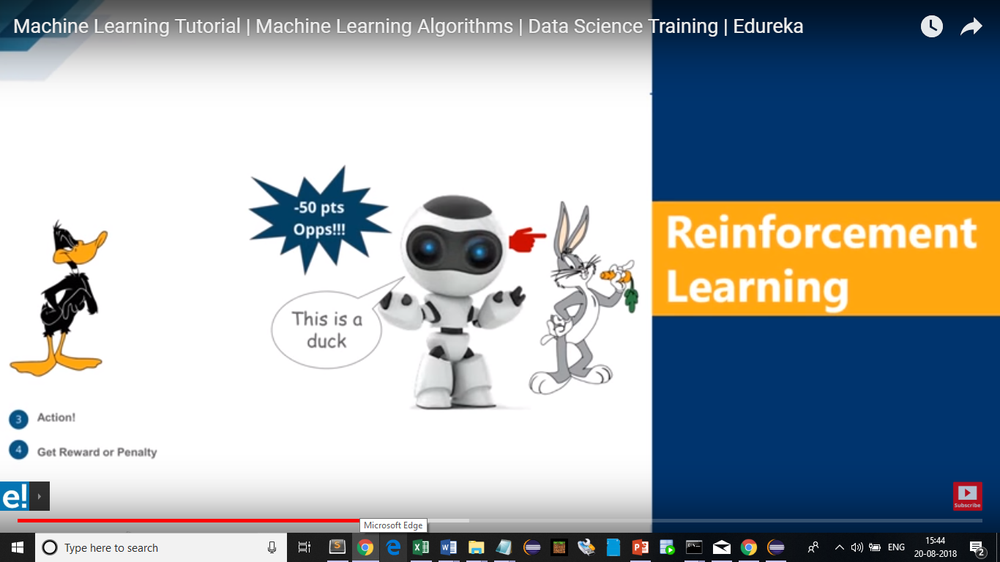 Machine Learning Tutorial | Machine Learning Algorithms | Data Science Training | Edureka
-50 pts
Opps!!!
This is a
duck
Reinforcement
Learning
3 Action!
4 Get Reward or Penalty
e!
Subscribe
Microsoft Edge
Type here to search
ENG
15:44
20-08-2018
2